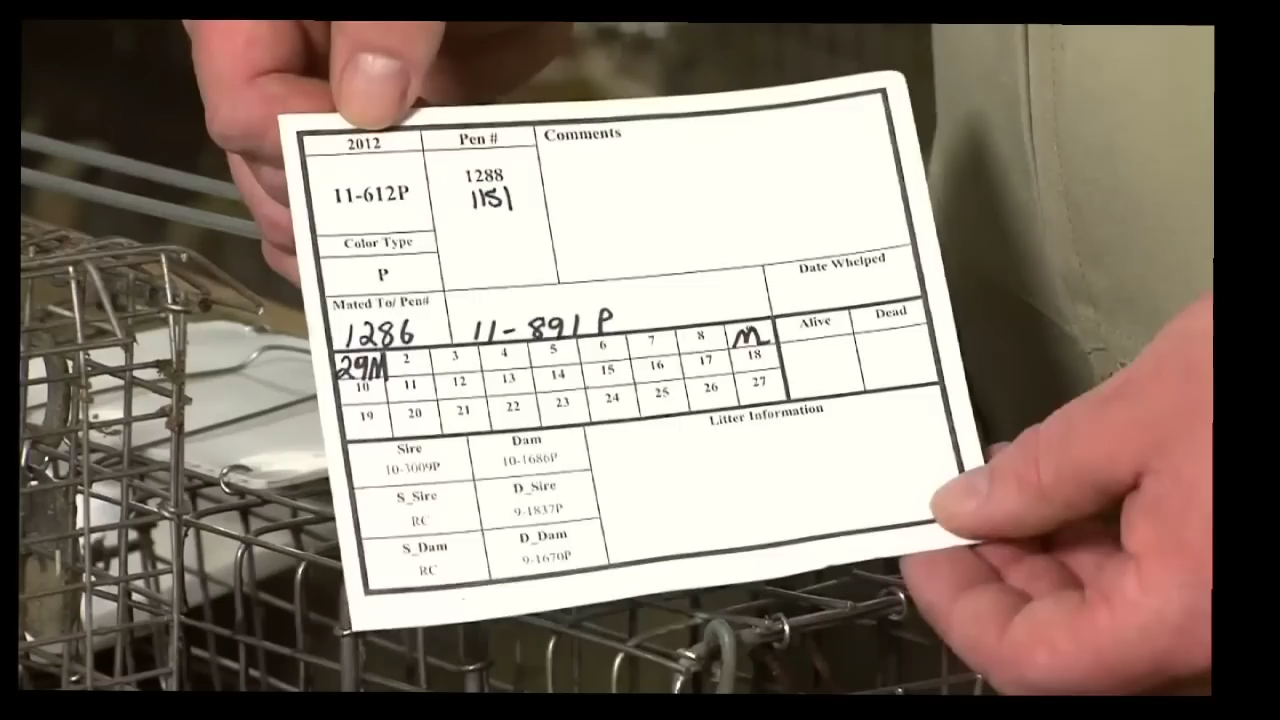 2012 Pen # Comments
11-612P 1288
1151
Color Type
P
Date Whelped
Mated To/ Pen#
1286 11-891 P
Alive Dead
29M 2 3 4 5 6 7 8 M
10 11 12 13 14 15 16 17 18
19 20 21 22 23 24 25 26 27
Litter Information
Sire Dam
10-3009P 10-1686P
S_Sire D_Sire
RC 9-1837P
S_Dam D_Dam
RC 9-1670P